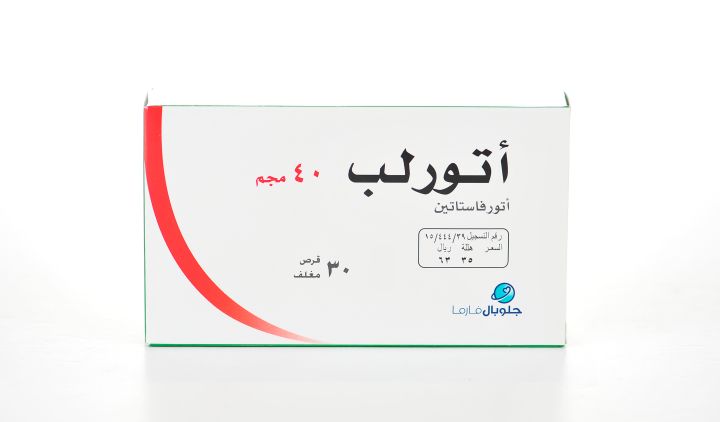 أتورلب ٤٠ مجم
أتورفاستاتين
رقم التسجيل ١٥/٤٤٤/٣٩
السعر هللة ريال
٣٥ ٦٣
٣٠ قرص
مغلف
جلوبال فارما